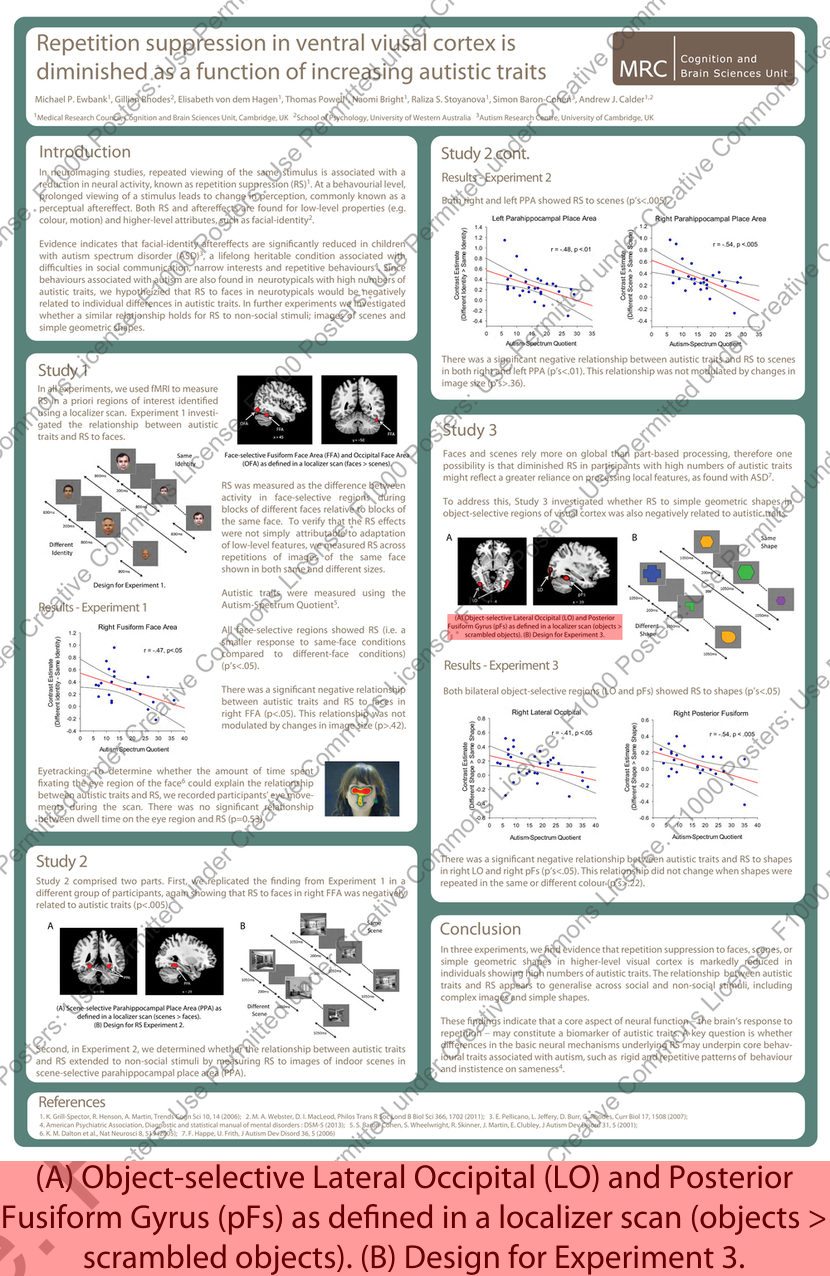 Repetition suppression in ventral viusal cortex is
diminished as a function of increasing autistic traits
MRC
Cognition and
Brain Sciences Unit
Michael P. Ewbank1, Gillian Rhodes2, Elisabeth von dem Hagen1, Thomas Powell1, Naomi Bright1, Raliza S. Stoyanova1, Simon Baron-Cohen3, Andrew J. Calder1,2
1Medical Research Council Cognition and Brain Sciences Unit, Cambridge, UK 2School of Psychology, University of Western Australia 3Autism Research Centre, University of Cambridge, UK
Introduction
In neuroimaging studies, repeated viewing of the same stimulus is associated with a
reduction in neural activity, known as repetition suppression (RS)1. At a behavioural level,
prolonged viewing of a stimulus leads to change in perception, commonly known as a
perceptual aftereffect. Both RS and aftereffects are found for low-level properties (e.g.
colour, motion) and higher-level attributes, such as facial-identity2.
Evidence indicates that facial-identity aftereffects are significantly reduced in children
with autism spectrum disorder (ASD)3, a lifelong heritable condition associated with
difficulties in social communication, narrow interests and repetitive behaviours4. Since
behaviours associated with autism are also found in neurotypicals with high numbers of
autistic traits, we hypothezied that RS to faces in neurotypicals would be negatively
related to individual differences in autistic traits. In further experiments we investigated
whether a similar relationship holds for RS to non-social stimuli; images of scenes and
simple geometric shapes.
Study 1
In all experiments, we used fMRI to measure
RS in a priori regions of interest identified
using a localizer scan. Experiment 1 investi-
gated the relationship between autistic
traits and RS to faces.
OFA
FFA
x = 45
FFA
y = -50
Face-selective Fusiform Face Area (FFA) and Occipital Face Area
(OFA) as defined in a localizer scan (faces > scenes).
Same
Identity
800ms
200ms
800ms
800ms
800ms
200ms
800ms
800ms
Different
Identity
Design for Experiment 1.
RS was measured as the difference between
activity in face-selective regions during
blocks of different faces relative to blocks of
the same face. To verify that the RS effects
were not simply attributable to adaptation
of low-level features, we measured RS across
repetitions of images of the same face
shown in both same and different sizes.
Autistic traits were measured using the
Autism-Spectrum Quotient5.
All face-selective regions showed RS (i.e. a
smaller response to same-face conditions
compared to different-face conditions)
(p's<.05).
There was a significant negative relationship
between autistic traits and RS to faces in
right FFA (p<.05). This relationship was not
modulated by changes in image size (p>.42).
Results - Experiment 1
Right Fusiform Face Area
r = -.47, p<.05
Contrast Estimate
(Different Identity - Same Identity)
1.2
1.0
0.8
0.6
0.4
0.2
0.0
-0.2
-0.4
0 5 10 15 20 25 30 35 40
Autism-Spectrum Quotient
Eyetracking: To determine whether the amount of time spent
fixating the eye region of the face6 could explain the relationship
between autistic traits and RS, we recorded participants' eye move-
ments during the scan. There was no significant relationship
between dwell time on the eye region and RS (p=0.53).
Study 2
Study 2 comprised two parts. First, we replicated the finding from Experiment 1 in a
different group of participants, again showing that RS to faces in right FFA was negatively
related to autistic traits (p<.005).
A
PPA
PPA
B
Same
Scene
1050ms
200ms
1050ms
1050ms
1050ms
200ms
1050ms
1050ms
Different
Scene
(A) Scene-selective Parahippocampal Place Area (PPA) as
defined in a localizer scan (scenes > faces).
(B) Design for RS Experiment 2.
Second, in Experiment 2, we determined whether the relationship between autistic traits
and RS extended to non-social stimuli by measuring RS to images of indoor scenes in
scene-selective parahippocampal place area (PPA).
Study 2 cont.
Results - Experiment 2
Both right and left PPA showed RS to scenes (p's<.005).
Left Parahippocampal Place Area
r = -.48, p <.01
Contrast Estimate
(Different Scene > Same Scene)
1.4
1.2
1.0
0.8
0.6
0.4
0.2
0.0
-0.2
-0.4
0 5 10 15 20 25 30 35
Autism-Spectrum Quotient
Right Parahippocampal Place Area
r = -.54, p <.005
Contrast Estimate
(Different Scene > Same Scene)
1.2
1.0
0.8
0.6
0.4
0.2
0.0
-0.2
-0.4
0 5 10 15 20 25 30 35
Autism-Spectrum Quotient
There was a significant negative relationship between autistic traits and RS to scenes
in both right and left PPA (p's<.01). This relationship was not modulated by changes in
image size (p's>.36).
Study 3
Faces and scenes rely more on global than part-based processing, therefore one
possibility is that diminished RS in participants with high numbers of autistic traits
might reflect a greater reliance on processing local features, as found with ASD7.
To address this, Study 3 investigated whether RS to simple geometric shapes in
object-selective regions of visual cortex was also negatively related to autistic traits.
A
LO
LO
pFs
B
Same
Shape
1050ms
200ms
1050ms
1050ms
1050ms
200ms
1050ms
1050ms
Different
Shape
(A) Object-selective Lateral Occipital (LO) and Posterior
Fusiform Gyrus (pFs) as defined in a localizer scan (objects >
scrambled objects). (B) Design for Experiment 3.
Results - Experiment 3
Both bilateral object-selective regions (LO and pFs) showed RS to shapes (p's<.05)
Right Lateral Occipital
r = -.41, p <.05
Contrast Estimate
(Different Shape > Same Shape)
0.8
0.6
0.4
0.2
0.0
-0.2
-0.4
-0.6
0 5 10 15 20 25 30 35 40
Autism-Spectrum Quotient
Right Posterior Fusiform
r = -.54, p < .005
Contrast Estimate
(Different Shape > Same Shape)
0.6
0.4
0.2
0.0
-0.2
-0.4
-0.6
0 5 10 15 20 25 30 35 40
Autism-Spectrum Quotient
There was a significant negative relationship between autistic traits and RS to shapes
in right LO and right pFs (p's<.05). This relationship did not change when shapes were
repeated in the same or different colour (p's>.22).
Conclusion
In three experiments, we find evidence that repetition suppression to faces, scenes, or
simple geometric shapes in higher-level visual cortex is markedly reduced in
individuals showing high numbers of autistic traits. The relationship between autistic
traits and RS appears to generalise across social and non-social stimuli, including
complex images and simple shapes.
These findings indicate that a core aspect of neural function – the brain's response to
repetition – may constitute a biomarker of autistic traits. A key question is whether
differences in the basic neural mechanisms underlying RS may underpin core behav-
ioural traits associated with autism, such as rigid and repetitive patterns of behaviour
and insistence on sameness4.
References
1. K. Grill-Spector, R. Henson, A. Martin, Trends Cogn Sci 10, 14 (2006); 2. M. A. Webster, D. I. MacLeod, Philos Trans R Soc Lond B Biol Sci 366, 1702 (2011); 3. E. Pellicano, L. Jeffery, D. Burr, G. Rhodes, Curr Biol 17, 1508 (2007);
4. American Psychiatric Association, Diagnostic and statistical manual of mental disorders : DSM-5 (2013); 5. S. Baron-Cohen, S. Wheelwright, R. Skinner, J. Martin, E. Clubley, J Autism Dev Disord 31, 5 (2001);
6. K. M. Dalton et al., Nat Neurosci 8, 519 (2005); 7. F. Happe, U. Frith, J Autism Dev Disord 36, 5 (2006)
(A) Object-selective Lateral Occipital (LO) and Posterior
Fusiform Gyrus (pFs) as defined in a localizer scan (objects >
scrambled objects). (B) Design for Experiment 3.
F1000 Posters: Use Permitted under Creative Commons License.